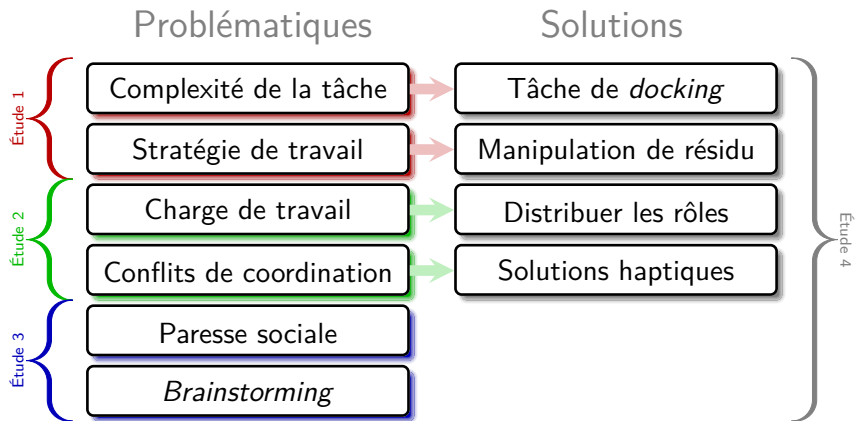 Problématiques
Solutions
Étude 1
Complexité de la tâche
Tâche de docking
Stratégie de travail
Manipulation de résidu
Étude 2
Charge de travail
Distribuer les rôles
Conflits de coordination
Solutions haptiques
Étude 3
Paresse sociale
Brainstorming
Étude 4